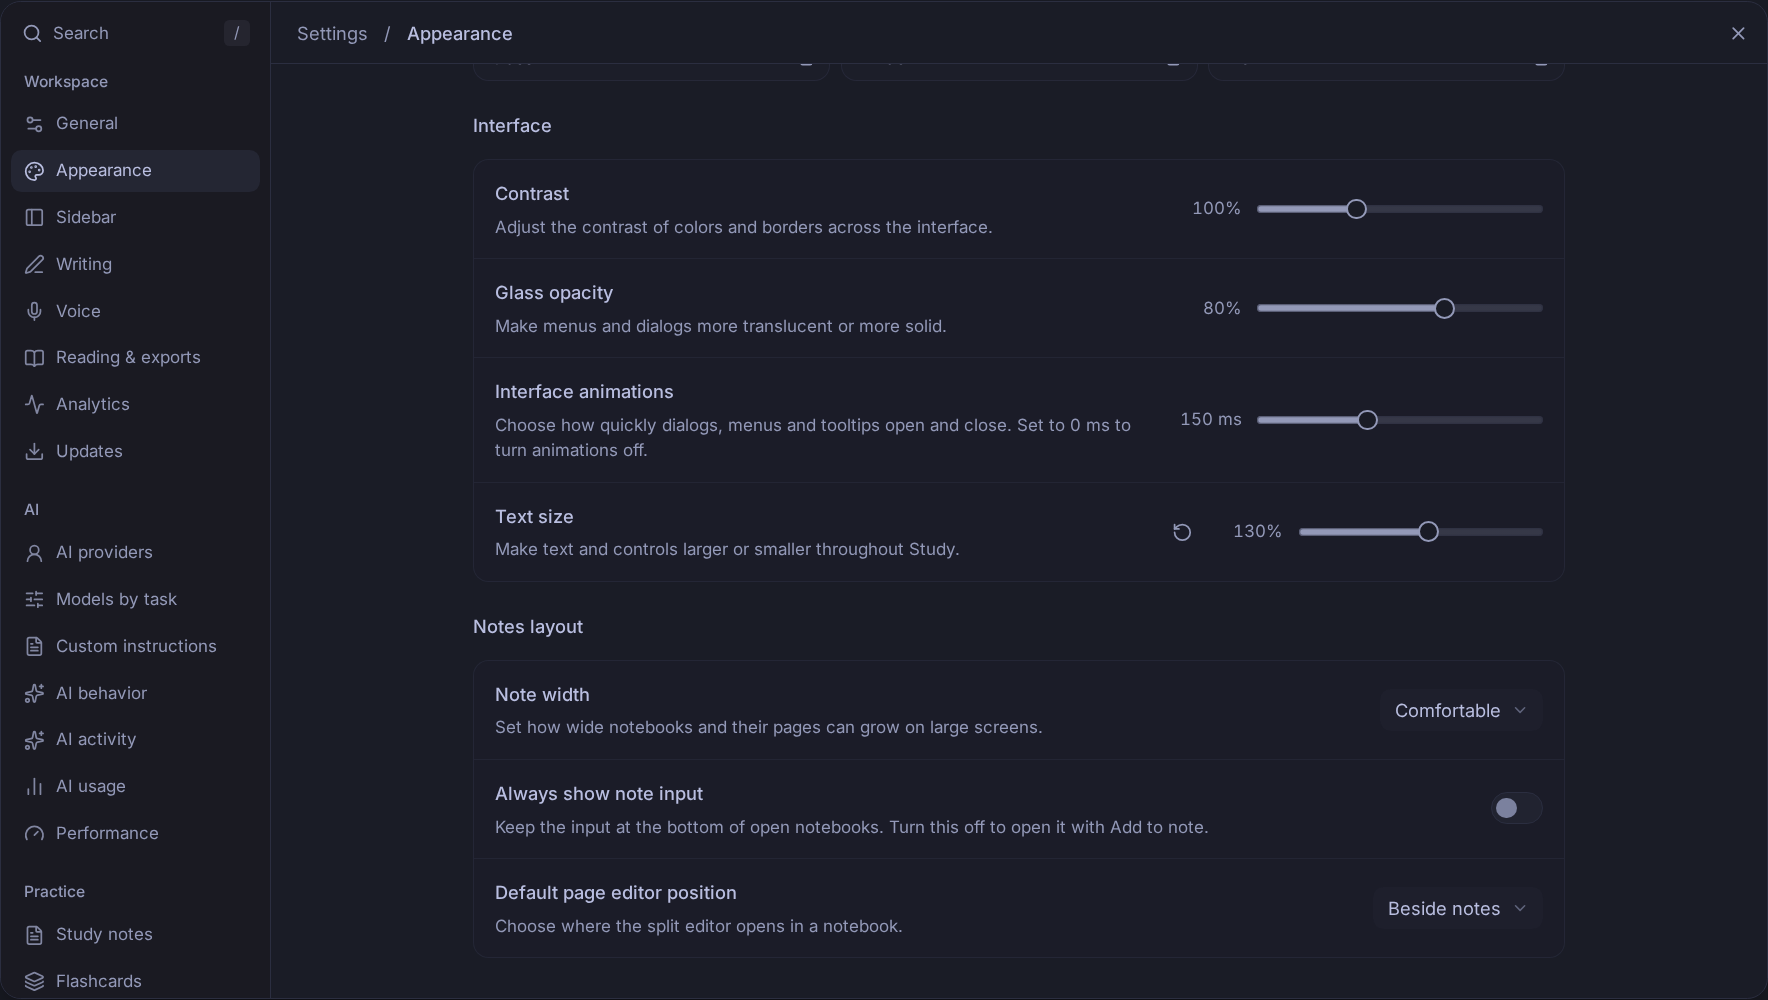 Search
/
Workspace
General
Appearance
Sidebar
Writing
Voice
Reading & exports
Analytics
Updates
AI
AI providers
Models by task
Custom instructions
AI behavior
AI activity
AI usage
Performance
Practice
Study notes
Flashcards
Settings / Appearance
Interface
Contrast
Adjust the contrast of colors and borders across the interface.
100%
Glass opacity
Make menus and dialogs more translucent or more solid.
80%
Interface animations
Choose how quickly dialogs, menus and tooltips open and close. Set to 0 ms to
turn animations off.
150 ms
Text size
Make text and controls larger or smaller throughout Study.
130%
Notes layout
Note width
Set how wide notebooks and their pages can grow on large screens.
Comfortable
Always show note input
Keep the input at the bottom of open notebooks. Turn this off to open it with Add to note.
Default page editor position
Choose where the split editor opens in a notebook.
Beside notes